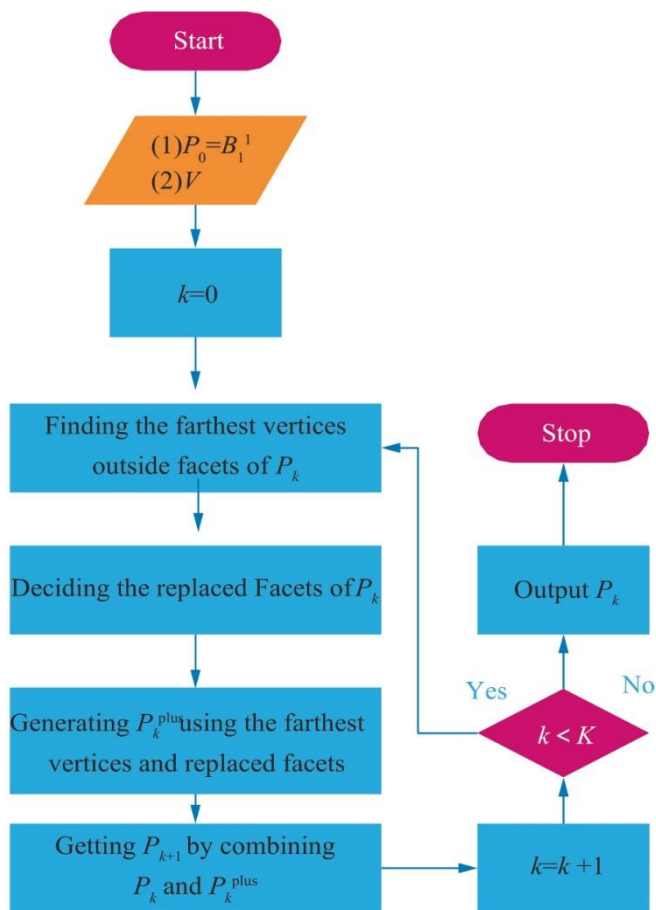 Start
(1)P₀=B₁¹
(2)V
k=0
Finding the farthest vertices
outside facets of Pₖ
Deciding the replaced Facets of Pₖ
Generating Pₖᵖˡᵘˢ using the farthest
vertices and replaced facets
Getting Pₖ₊₁ by combining
Pₖ and Pₖᵖˡᵘˢ
k=k +1
k < K
Yes
No
Output Pₖ
Stop